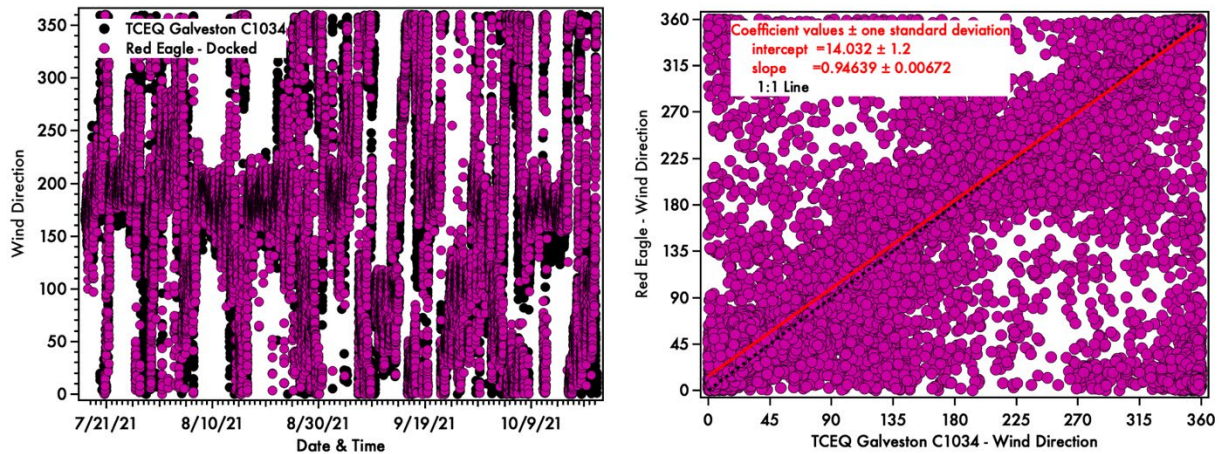 350
300
250
200
150
100
50
0
Wind Direction
TCEQ Galveston C1034
Red Eagle - Docked
7/21/21 8/10/21 8/30/21 9/19/21 10/9/21
Date & Time
360
315
270
225
180
135
90
45
0
Red Eagle - Wind Direction
Coefficient values ± one standard deviation
intercept =14.032 ± 1.2
slope =0.94639 ± 0.00672
1:1 Line
0 45 90 135 180 225 270 315 360
TCEQ Galveston C1034 - Wind Direction